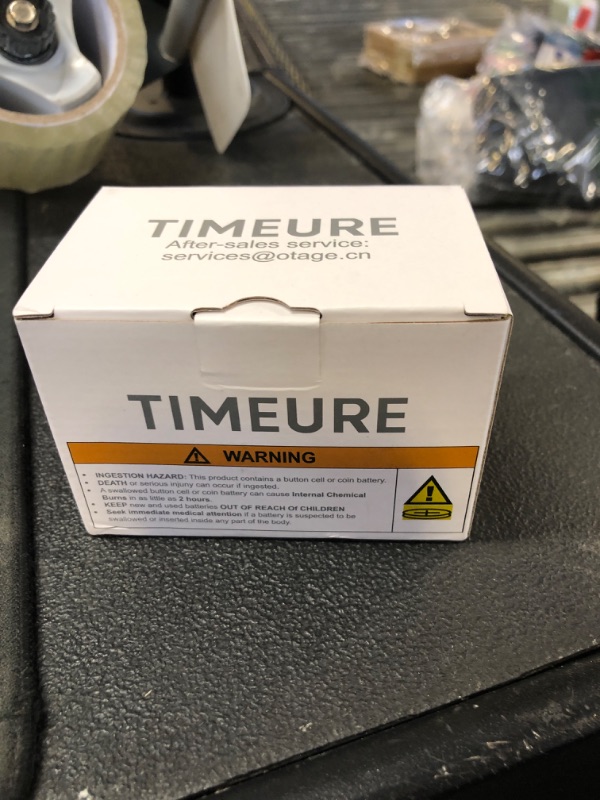 TIMEURE
After-sales service:
services@otage.cn
TIMEURE
WARNING
• INGESTION HAZARD: This product contains a button cell or coin battery.
• DEATH or serious injury can occur if ingested.
• A swallowed button cell or coin battery can cause Internal Chemical
Burns in as little as 2 hours.
• KEEP new and used batteries OUT OF REACH Of CHILDREN
• Seek immediate medical attention if a battery is suspected to be
swallowed or inserted inside any part of the body.